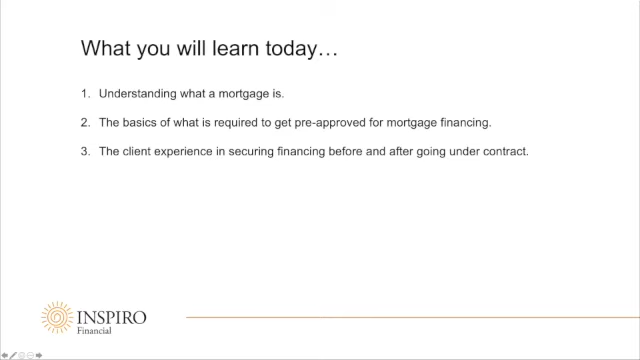 What you will learn today…
1. Understanding what a mortgage is.
2. The basics of what is required to get pre-approved for mortgage financing.
3. The client experience in securing financing before and after going under contract.
INSPIRO
Financial